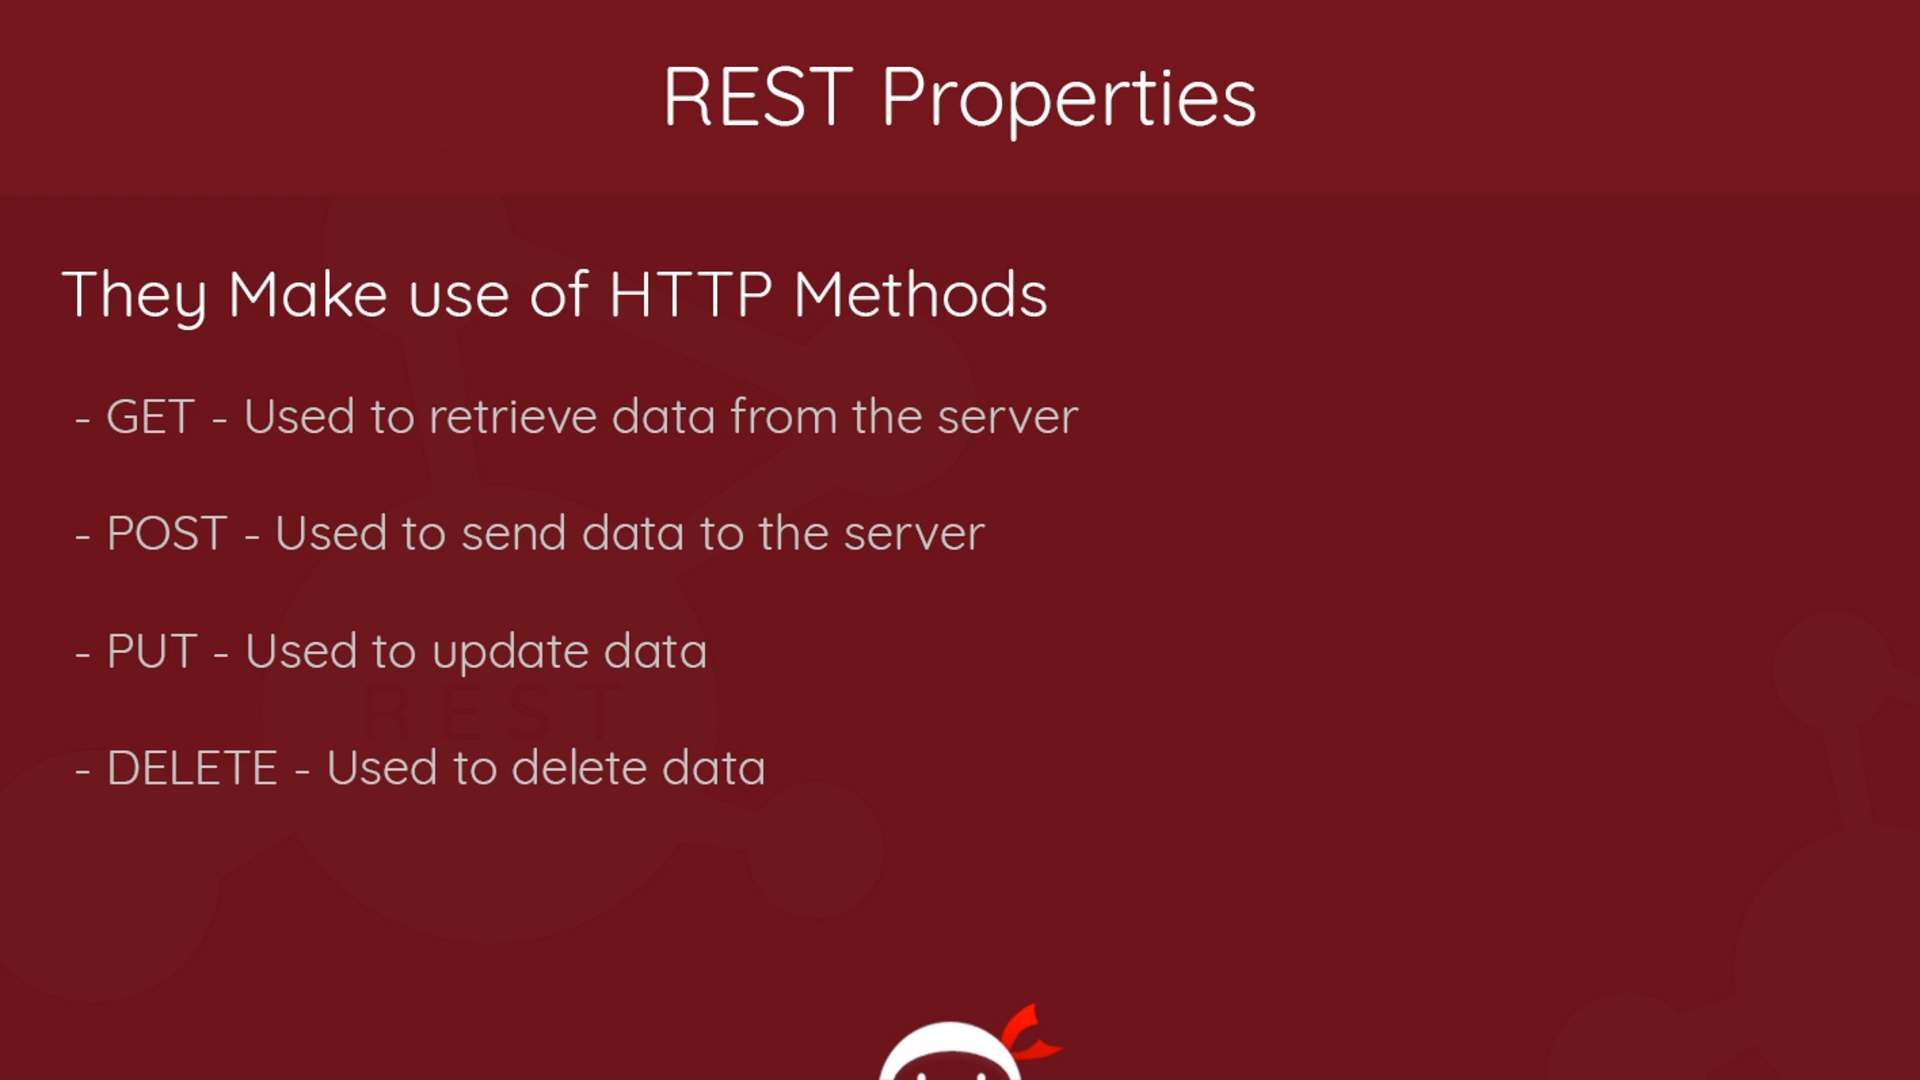 REST Properties
They Make use of HTTP Methods
- GET - Used to retrieve data from the server
- POST - Used to send data to the server
- PUT - Used to update data
REST
- DELETE - Used to delete data